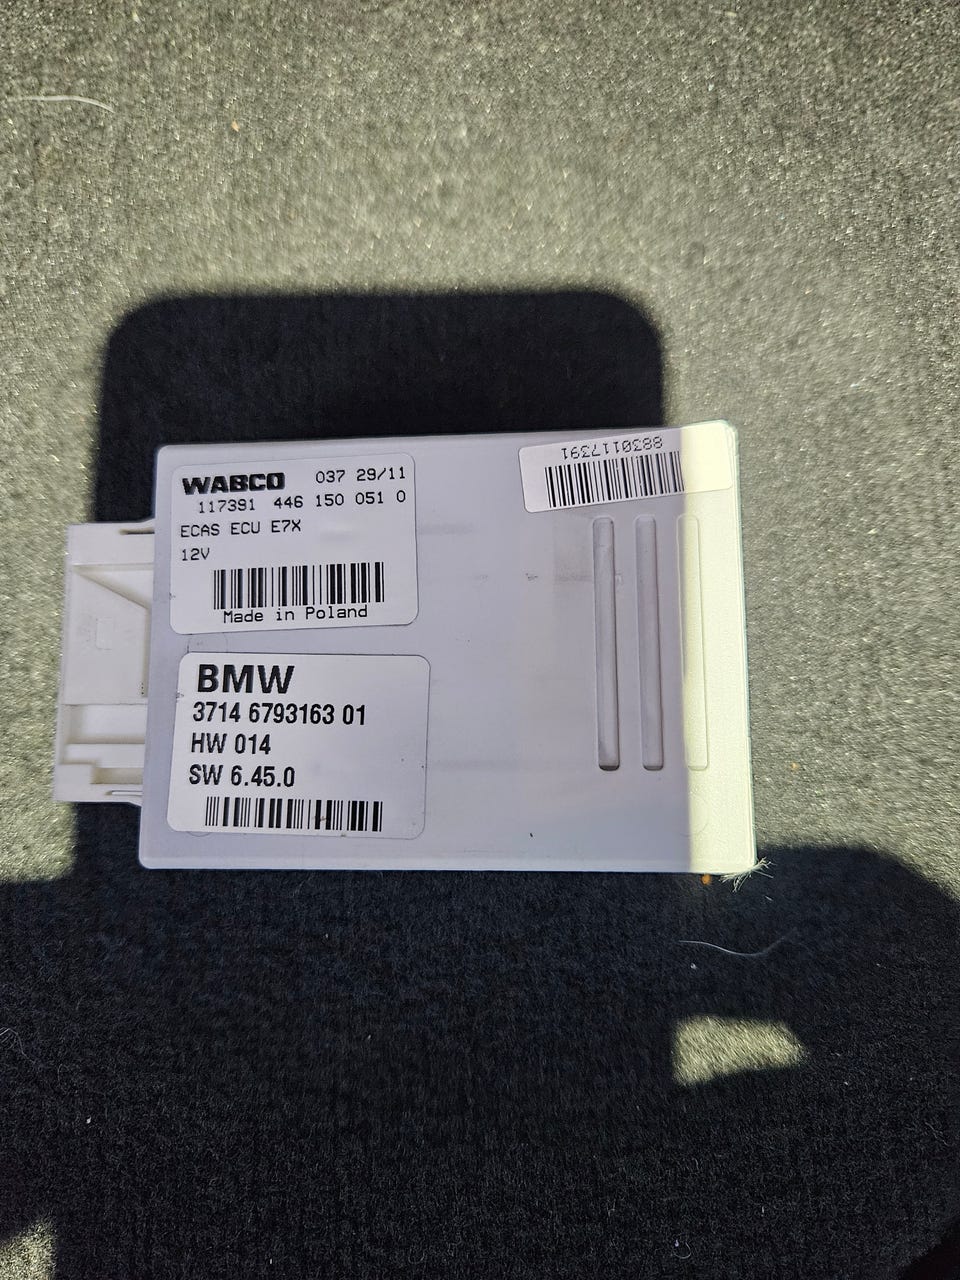 WABCO 037 29/11
117391 446 150 051 0
ECAS ECU E7X
12V
Made in Poland
8830117391
BMW
3714 6793163 01
HW 014
SW 6.45.0